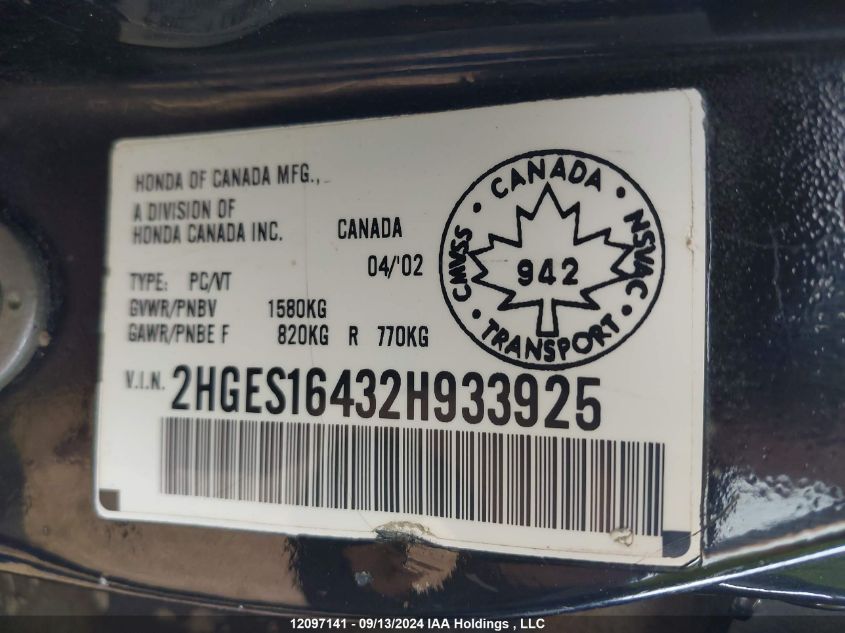 HONDA OF CANADA MFG.,
A DIVISION OF
HONDA CANADA INC.
CANADA
04/'02
TYPE: PC/VT
GVWR/PNBV 1580KG
GAWR/PNBE F 820KG R 770KG
V.I.N. 2HGES16432H933925
• CANADA •
CMVSS • NSVAC
942
• TRANSPORT •
12097141 - 09/13/2024 IAA Holdings , LLC